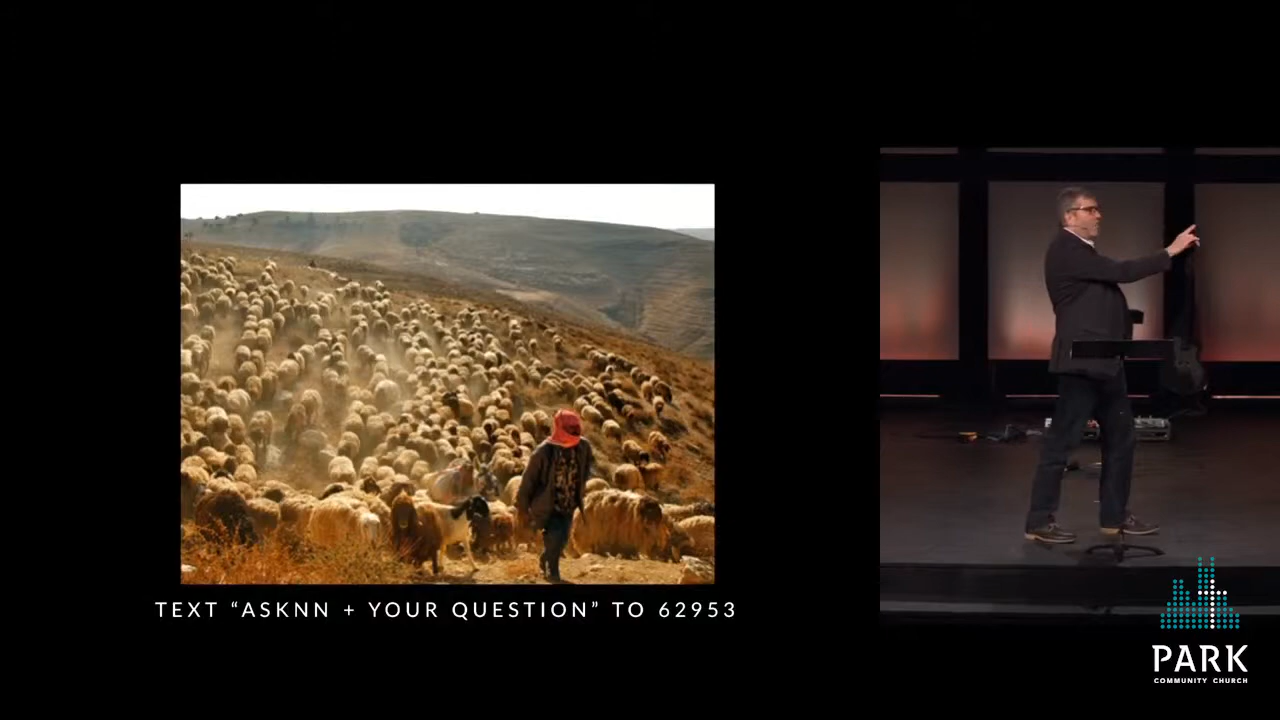 TEXT “ASKNN + YOUR QUESTION” TO 62953
PARK
COMMUNITY CHURCH